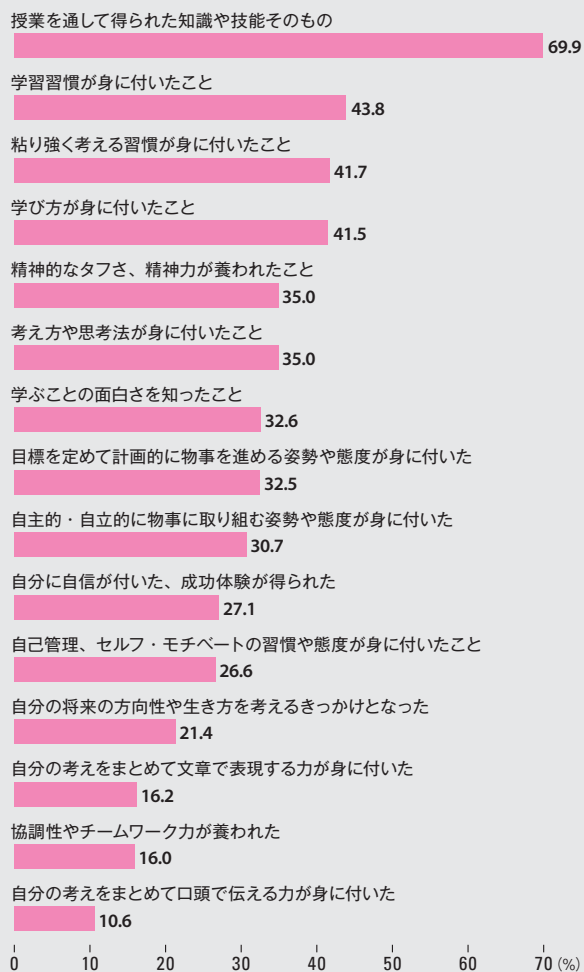 授業を通して得られた知識や技能そのもの
69.9
学習習慣が身に付いたこと
43.8
粘り強く考える習慣が身に付いたこと
41.7
学び方が身に付いたこと
41.5
精神的なタフさ、精神力が養われたこと
35.0
考え方や思考法が身に付いたこと
35.0
学ぶことの面白さを知ったこと
32.6
目標を定めて計画的に物事を進める姿勢や態度が身に付いた
32.5
自主的・自立的に物事に取り組む姿勢や態度が身に付いた
30.7
自分に自信が付いた、成功体験が得られた
27.1
自己管理、セルフ・モチベートの習慣や態度が身に付いたこと
26.6
自分の将来の方向性や生き方を考えるきっかけとなった
21.4
自分の考えをまとめて文章で表現する力が身に付いた
16.2
協調性やチームワーク力が養われた
16.0
自分の考えをまとめて口頭で伝える力が身に付いた
10.6
0 10 20 30 40 50 60 70 (%)